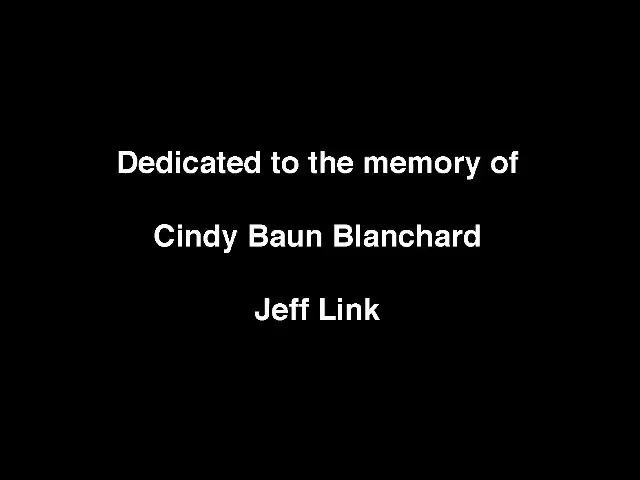 Dedicated to the memory of
Cindy Baun Blanchard
Jeff Link